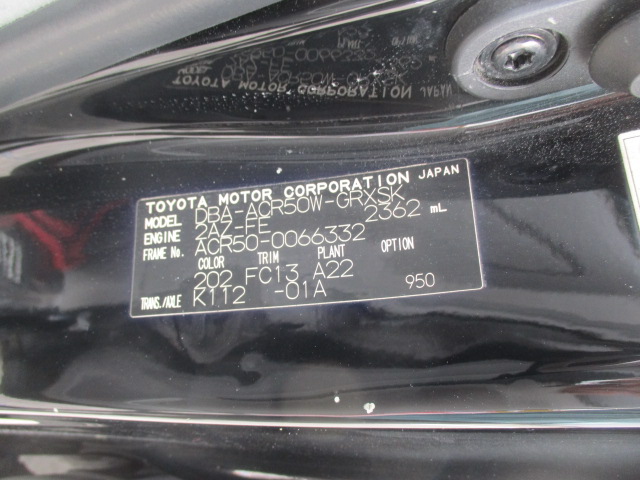 TOYOTA MOTOR CORPORATION JAPAN
MODEL DBA-ACR50W-GRXSK
ENGINE 2AZ-FE 2362 mL
FRAME No. ACR50-0066332
COLOR TRIM PLANT OPTION
202 FC13 A22
TRANS./AXLE K112 -01A 950